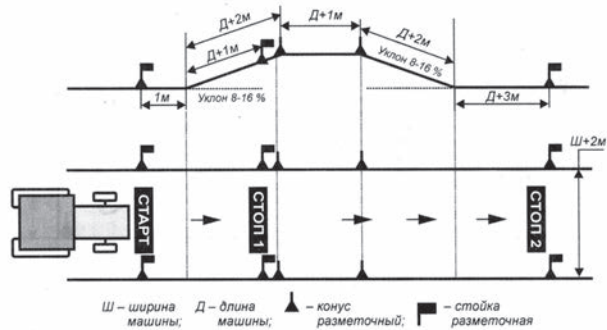 Д+2м
Д+1м
Д+2м
Д+1м
Уклон 8-16 %
Уклон 8-16 %
1м
Д+3м
Ш+2м
СТАРТ
СТОП 1
СТОП 2
Ш – ширина машины;
Д – длина машины;
– конус разметочный;
– стойка разметочная